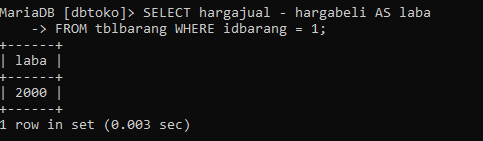 MariaDB [dbtoko]> SELECT hargajual - hargabeli AS laba
    -> FROM tblbarang WHERE idbarang = 1;
+------+
| laba |
+------+
| 2000 |
+------+
1 row in set (0.003 sec)